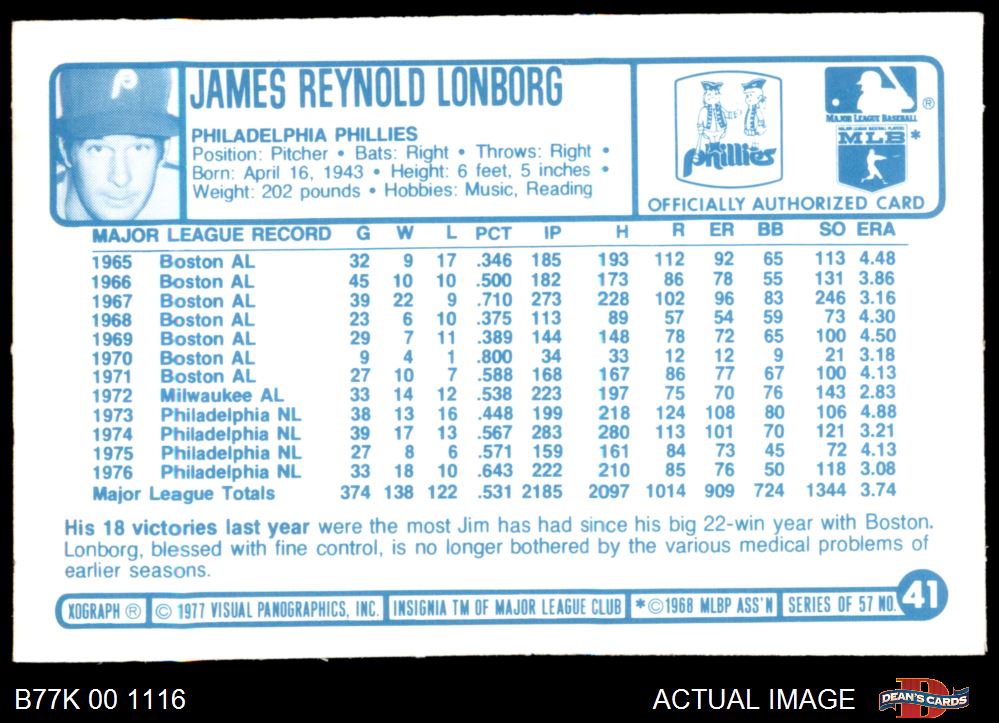 P
JAMES REYNOLD LONBORG
PHILADELPHIA PHILLIES
Position: Pitcher • Bats: Right • Throws: Right •
Born: April 16, 1943 • Height: 6 feet, 5 inches •
Weight: 202 pounds • Hobbies: Music, Reading
Phillies
®
MAJOR LEAGUE BASEBALL
MAJOR LEAGUE BASEBALL PLAYERS
MLB *
OFFICIALLY AUTHORIZED CARD
MAJOR LEAGUE RECORD G W L PCT IP H R ER BB SO ERA
1965 Boston AL 32 9 17 .346 185 193 112 92 65 113 4.48
1966 Boston AL 45 10 10 .500 182 173 86 78 55 131 3.86
1967 Boston AL 39 22 9 .710 273 228 102 96 83 246 3.16
1968 Boston AL 23 6 10 .375 113 89 57 54 59 73 4.30
1969 Boston AL 29 7 11 .389 144 148 78 72 65 100 4.50
1970 Boston AL 9 4 1 .800 34 33 12 12 9 21 3.18
1971 Boston AL 27 10 7 .588 168 167 86 77 67 100 4.13
1972 Milwaukee AL 33 14 12 .538 223 197 75 70 76 143 2.83
1973 Philadelphia NL 38 13 16 .448 199 218 124 108 80 106 4.88
1974 Philadelphia NL 39 17 13 .567 283 280 113 101 70 121 3.21
1975 Philadelphia NL 27 8 6 .571 159 161 84 73 45 72 4.13
1976 Philadelphia NL 33 18 10 .643 222 210 85 76 50 118 3.08
Major League Totals 374 138 122 .531 2185 2097 1014 909 724 1344 3.74
His 18 victories last year were the most Jim has had since his big 22-win year with Boston.
Lonborg, blessed with fine control, is no longer bothered by the various medical problems of
earlier seasons.
XOGRAPH ® © 1977 VISUAL PANOGRAPHICS, INC. INSIGNIA TM OF MAJOR LEAGUE CLUB *©1968 MLBP ASS'N SERIES OF 57 NO. 41
B77K 00 1116 ACTUAL IMAGE DEAN'S CARDS